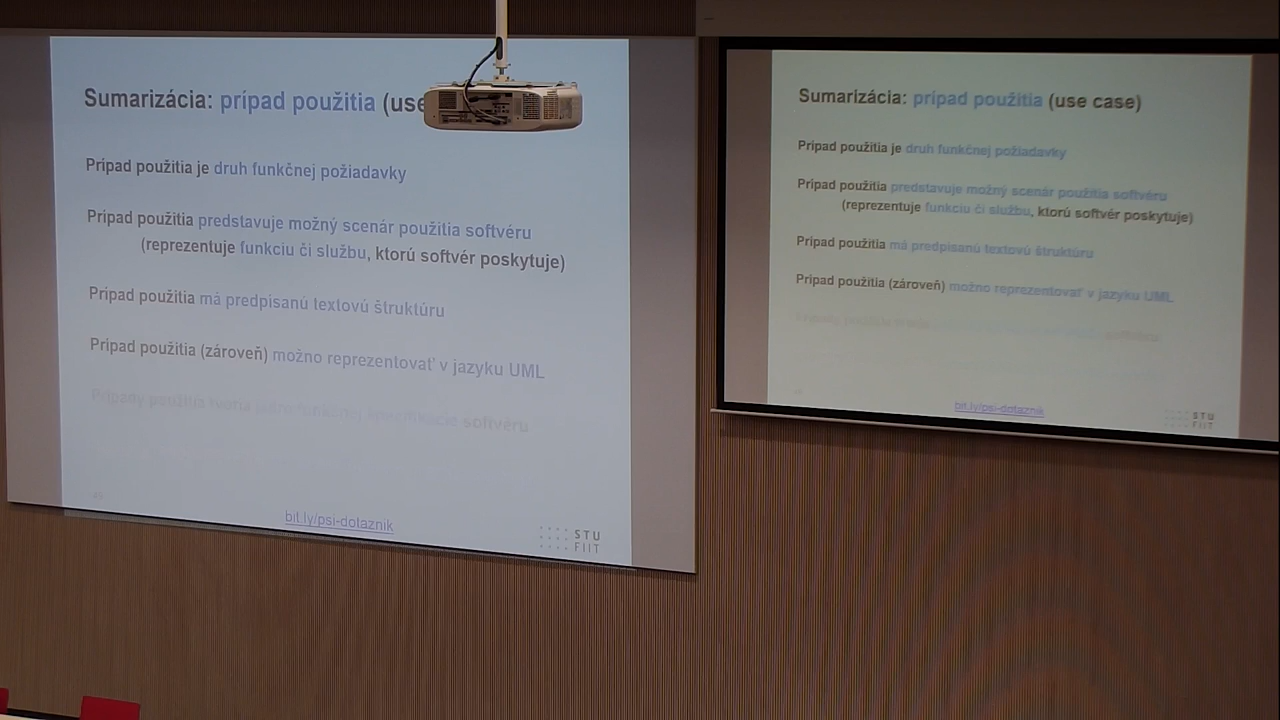 Sumarizácia: prípad použitia (use
Prípad použitia je druh funkčnej požiadavky
Prípad použitia predstavuje možný scenár použitia softvéru
(reprezentuje funkciu či službu, ktorú softvér poskytuje)
Prípad použitia má predpísanú textovú štruktúru
Prípad použitia (zároveň) možno reprezentovať v jazyku UML
Prípady použitia tvoria softvéru
bit.ly/psi-dotaznik
STU
FIIT
Sumarizácia: prípad použitia (use case)
Prípad použitia je druh funkčnej požiadavky
Prípad použitia predstavuje možný scenár použitia softvéru
(reprezentuje funkciu či službu, ktorú softvér poskytuje)
Prípad použitia má predpísanú textovú štruktúru
Prípad použitia (zároveň) možno reprezentovať v jazyku UML
bit.ly/psi-dotaznik
STU
FIIT